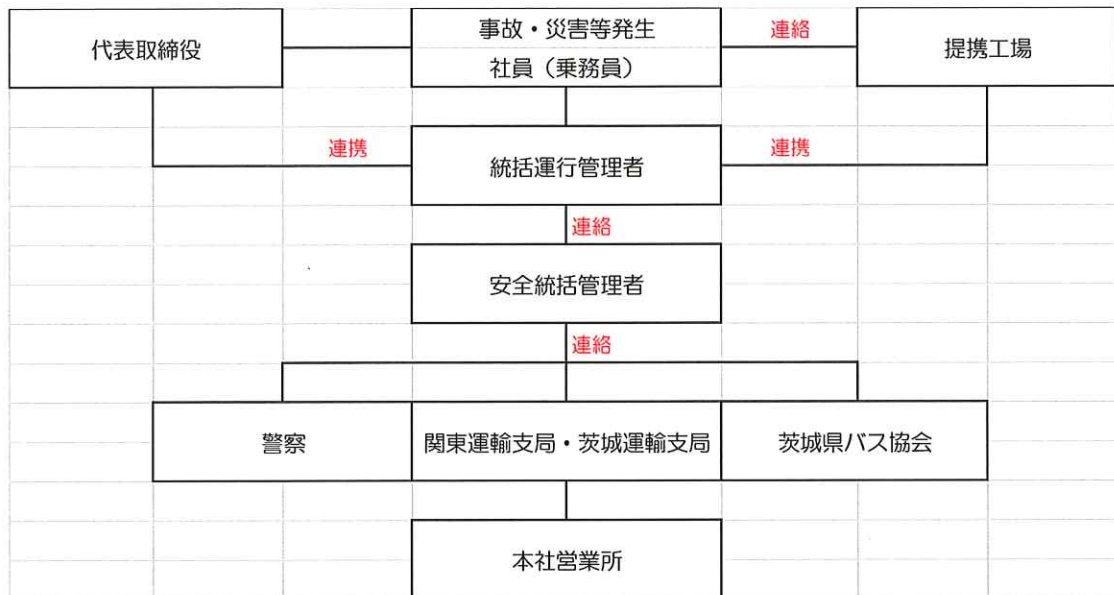 事故・災害等発生
連絡
代表取締役
提携工場
社員（乗務員）
連携
連携
統括運行管理者
連絡
安全統括管理者
連絡
警察
関東運輸支局・茨城運輸支局
茨城県バス協会
本社営業所